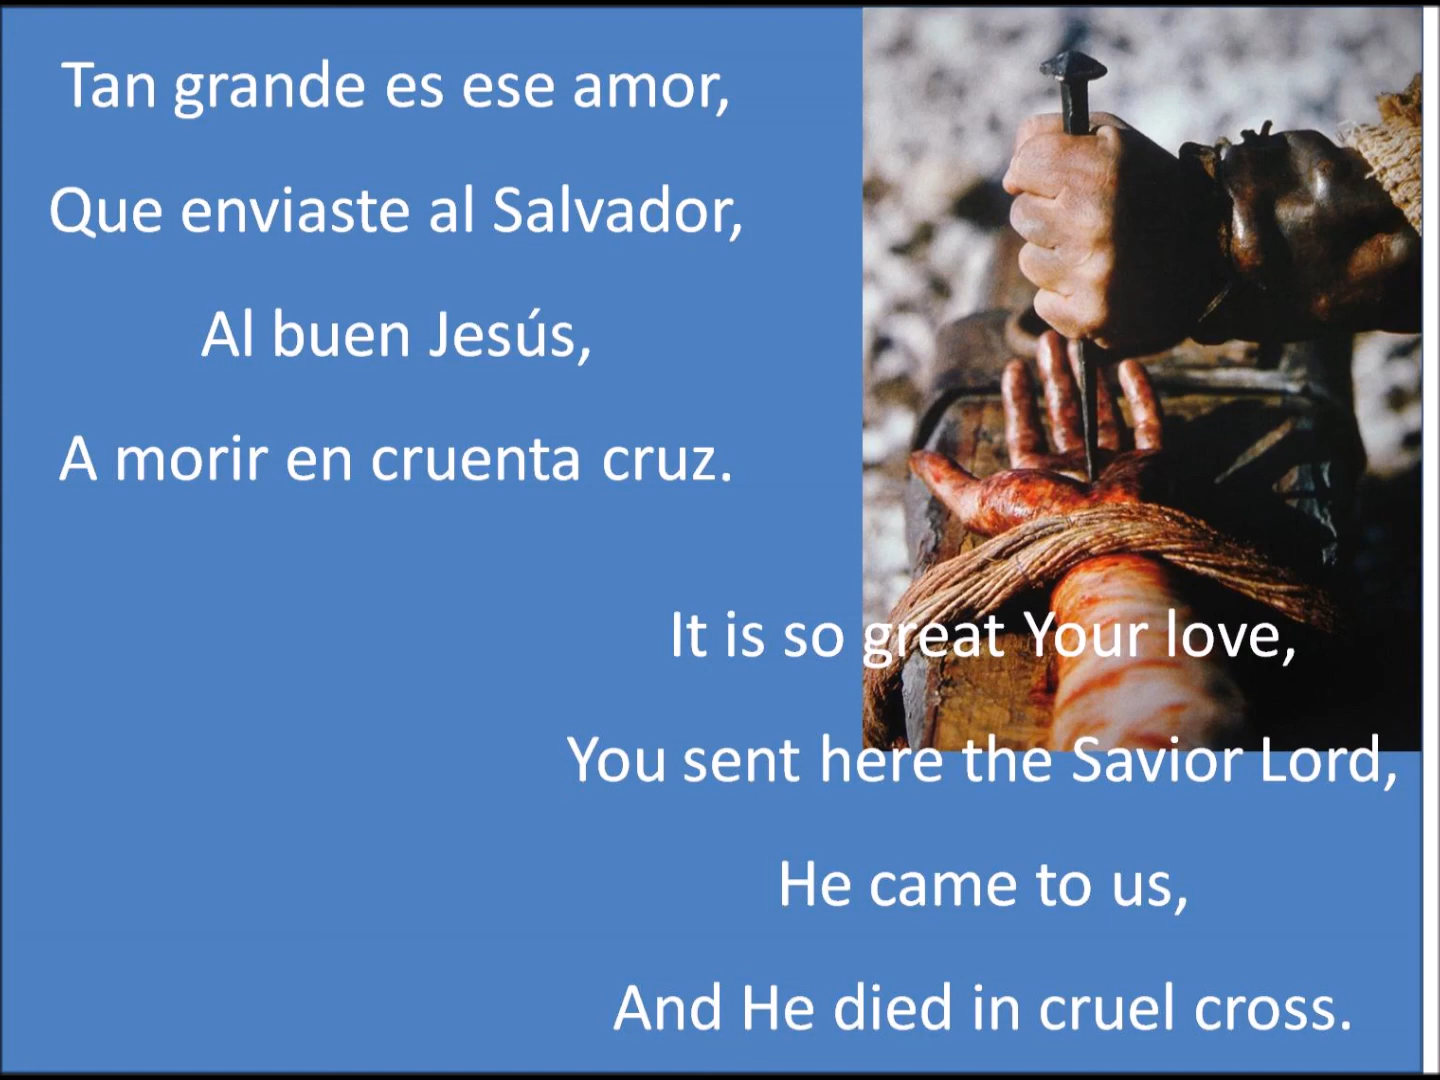 Tan grande es ese amor,
Que enviaste al Salvador,
Al buen Jesús,
A morir en cruenta cruz.
It is so great Your love,
You sent here the Savior Lord,
He came to us,
And He died in cruel cross.